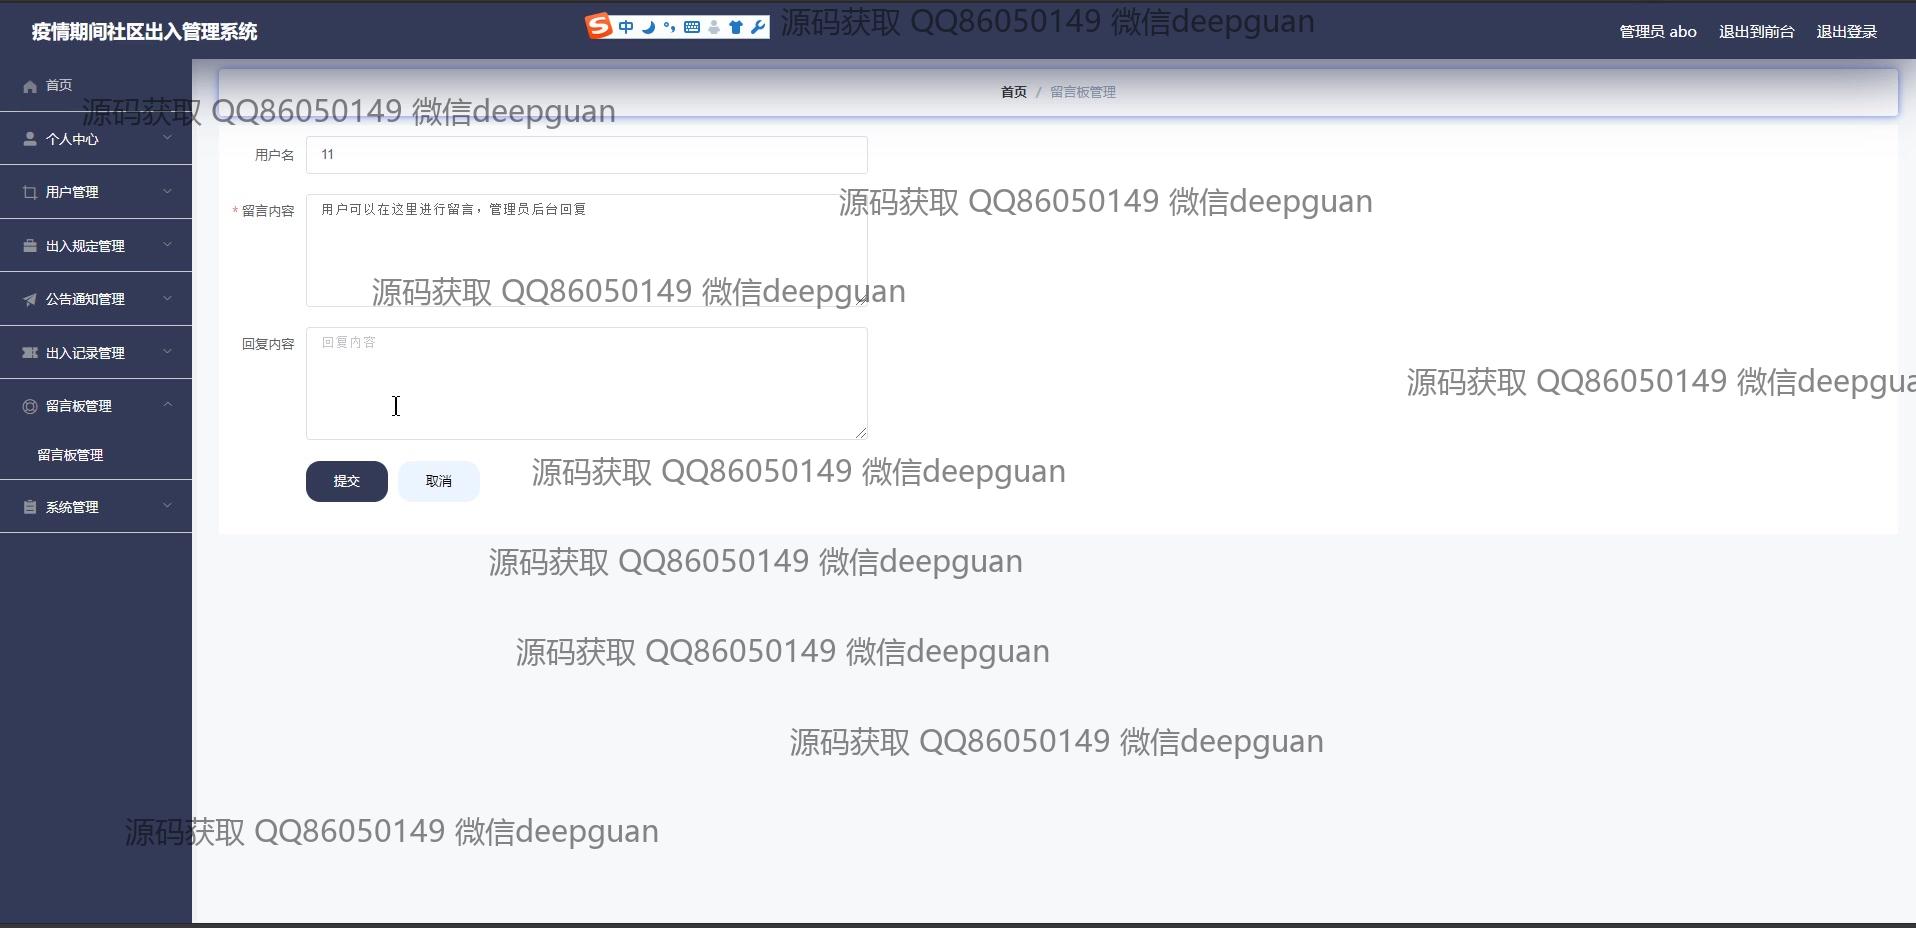 疫情期间社区出入管理系统
中
源码获取 QQ86050149 微信deepguan
管理员 abo
退出到前台
退出登录
首页
首页 / 留言板管理
源码获取 QQ86050149 微信deepguan
个人中心
用户名
11
用户管理
源码获取 QQ86050149 微信deepguan
* 留言内容
用户可以在这里进行留言，管理员后台回复
出入规定管理
公告通知管理
源码获取 QQ86050149 微信deepguan
回复内容
回复内容
出入记录管理
源码获取 QQ86050149 微信deepgua
留言板管理
留言板管理
源码获取 QQ86050149 微信deepguan
提交
取消
系统管理
源码获取 QQ86050149 微信deepguan
源码获取 QQ86050149 微信deepguan
源码获取 QQ86050149 微信deepguan
源码获取 QQ86050149 微信deepguan